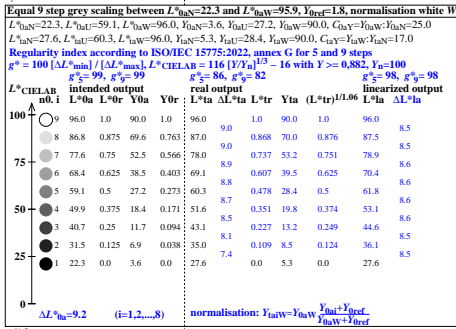 Equal 9 step grey scaling between L*0aN=22.3 and L*0aW=95.9, Y0ref=1.8, normalisation white W
L*0aN=22.3, L*0aU=59.1, L*0aW=96.0, Y0aN=3.6, Y0aU=27.2, Y0aW=90.0, C0aY=Y0aW:Y0aN=25.0
L*taN=27.6, L*taU=60.3, L*taW=96.0, YtaN=5.3, YtaU=28.4, YtaW=90.0, CtaY=YtaW:YtaN=17.0
Regularity index according to ISO/IEC 15775:2022, annex G for 5 and 9 steps
g* = 100 [ΔL*min] / [ΔL*max], L*CIELAB = 116 [Y/Yn]1/3 − 16 with Y >= 0,882, Yn=100
g*5= 99, g*9= 99 g*5= 86, g*9= 82 g*5= 98, g*9= 98
L*CIELAB intended output real output linearized output
n0. i L*0a L*0r Y0a Y0r L*ta ΔL*ta L*tr Yta (L*tr)1/1.06 L*la ΔL*la
100
9 96.0 1.0 90.0 1.0 96.0 1.0 90.0 1.0 96.0
9.0 8.5
8 86.8 0.875 69.6 0.763 87.0 0.868 70.0 0.876 87.5
9.0 8.5
75
7 77.6 0.75 52.5 0.566 78.0 0.737 53.2 0.751 78.9
8.9 8.6
6 68.4 0.625 38.5 0.403 69.1 0.607 39.5 0.625 70.4
8.8 8.6
5 59.1 0.5 27.2 0.273 60.3 0.478 28.4 0.5 61.8
8.7 8.6
50
4 49.9 0.375 18.4 0.171 51.6 0.351 19.8 0.374 53.1
8.5 8.6
3 40.7 0.25 11.7 0.094 43.1 0.227 13.2 0.249 44.6
8.1 8.5
25
2 31.5 0.125 6.9 0.038 35.0 0.109 8.5 0.124 36.1
7.4 8.5
1 22.3 0.0 3.6 0.0 27.6 0.0 5.3 0.0 27.6
0
ΔL*0a=9.2 (i=1,2,...,8) normalisation: YtaiW=Y0aW Y0ai+Y0ref
Y0aW+Y0ref